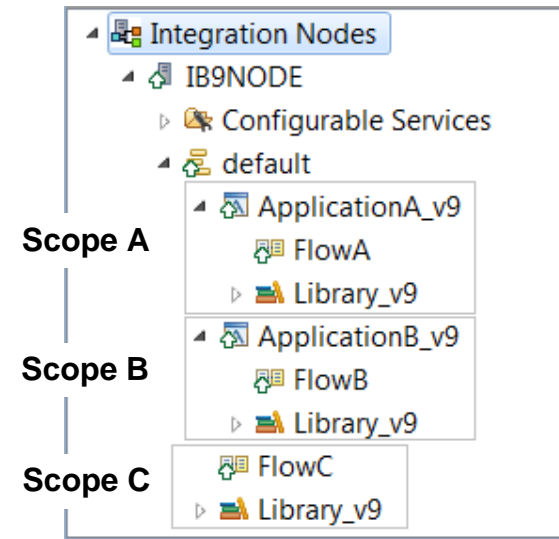 Integration Nodes
IB9NODE
Configurable Services
default
ApplicationA_v9
Scope A
FlowA
Library_v9
ApplicationB_v9
Scope B
FlowB
Library_v9
FlowC
Scope C
Library_v9